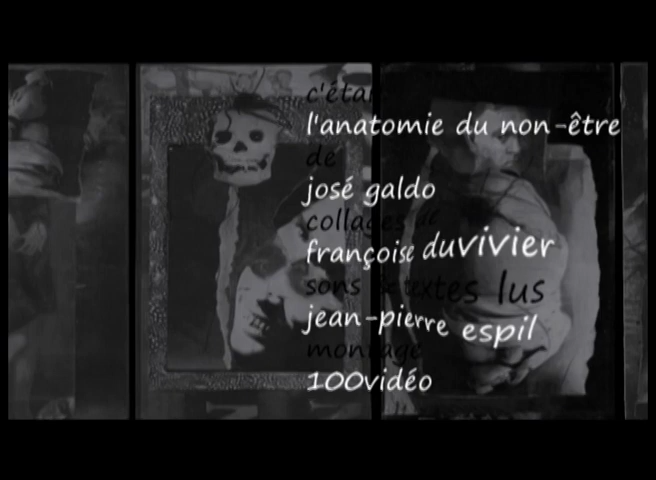 c'était
l'anatomie du non-être
de
josé galdo
collages de
françoise duvivier
sons & textes lus
jean-pierre espil
montage
100vidéo